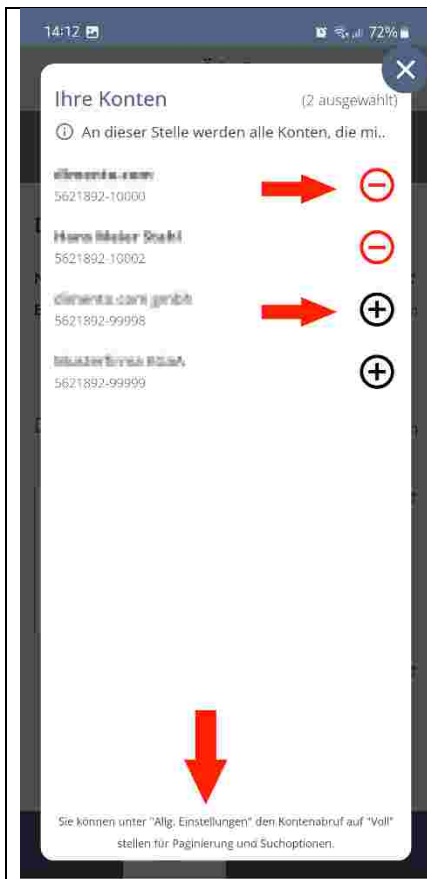 14:12 72%
Ihre Konten (2 ausgewählt)
An dieser Stelle werden alle Konten, die mi..
5621892-10000
5621892-10002
5621892-99998
5621892-99999
Sie können unter "Allg. Einstellungen" den Kontenabruf auf "Voll"
stellen für Paginierung und Suchoptionen.